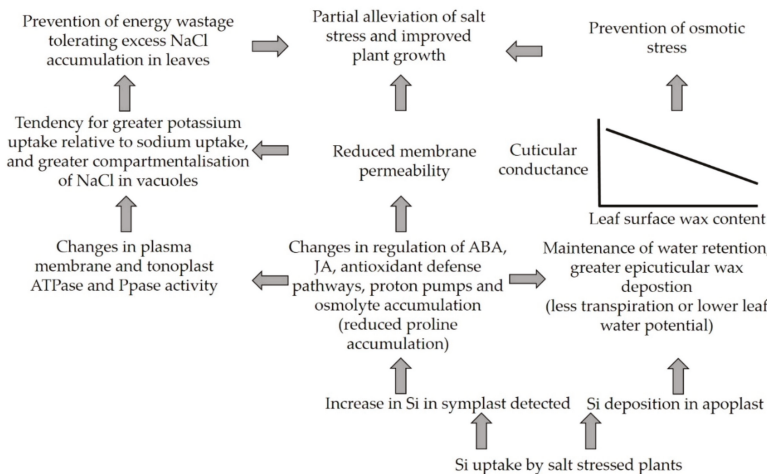 Prevention of energy wastage
tolerating excess NaCl
accumulation in leaves
Partial alleviation of salt
stress and improved
plant growth
Prevention of osmotic
stress
Tendency for greater potassium
uptake relative to sodium uptake,
and greater compartmentalisation
of NaCl in vacuoles
Reduced membrane
permeability
Cuticular
conductance
Leaf surface wax content
Changes in plasma
membrane and tonoplast
ATPase and Ppase activity
Changes in regulation of ABA,
JA, antioxidant defense
pathways, proton pumps and
osmolyte accumulation
(reduced proline
accumulation)
Maintenance of water retention,
greater epicuticular wax
depostion
(less transpiration or lower leaf
water potential)
Increase in Si in symplast detected
Si deposition in apoplast
Si uptake by salt stressed plants